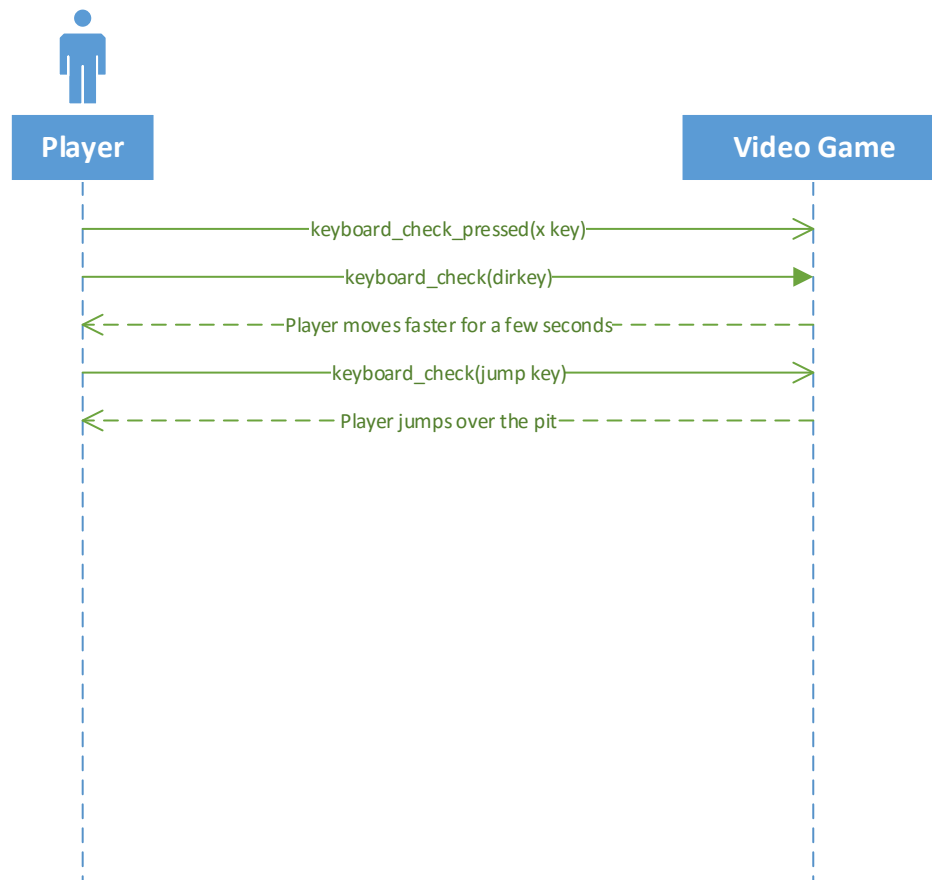 Player
Video Game
keyboard_check_pressed(x key)
keyboard_check(dirkey)
Player moves faster for a few seconds
keyboard_check(jump key)
Player jumps over the pit